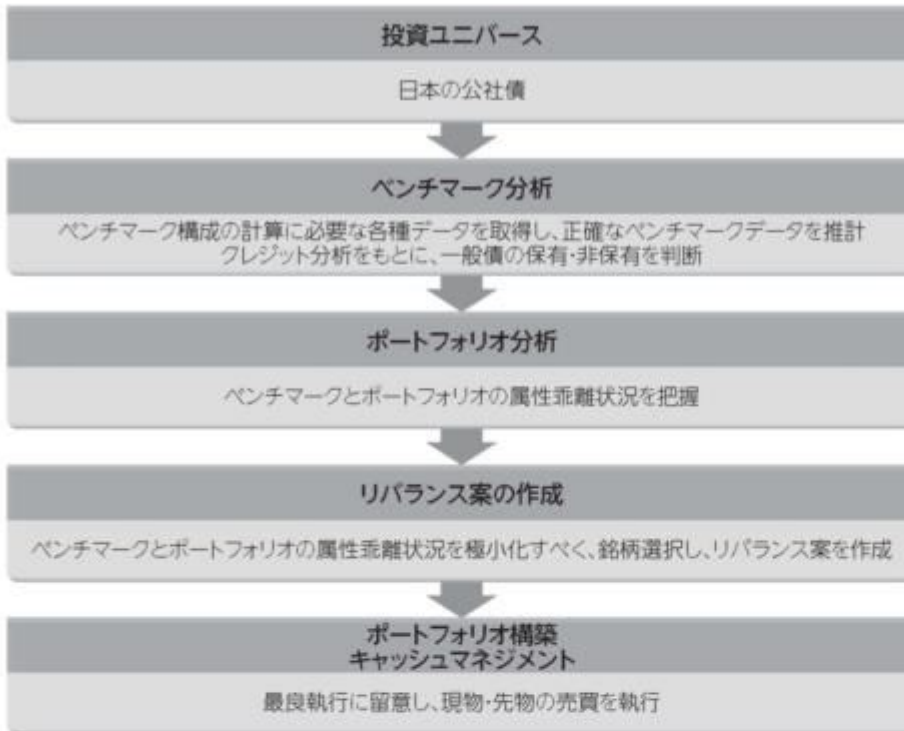 投資ユニバース
日本の公社債
ベンチマーク分析
ベンチマーク構成の計算に必要な各種データを取得し、正確なベンチマークデータを推計
クレジット分析をもとに、一般債の保有・非保有を判断
ポートフォリオ分析
ベンチマークとポートフォリオの属性乖離状況を把握
リバランス案の作成
ベンチマークとポートフォリオの属性乖離状況を極小化すべく、銘柄選択し、リバランス案を作成
ポートフォリオ構築
キャッシュマネジメント
最良執行に留意し、現物・先物の売買を執行